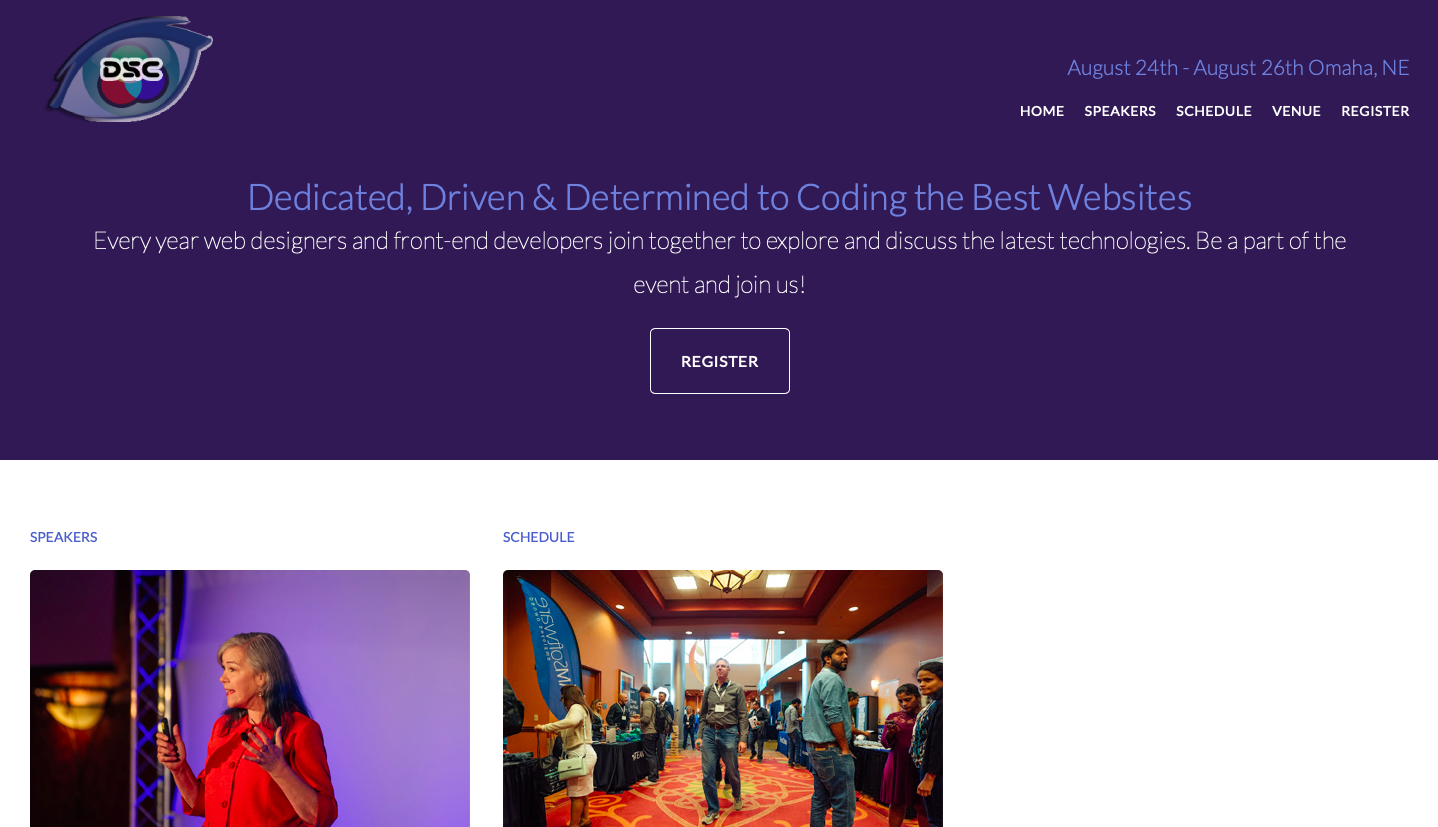 DSC
August 24th - August 26th Omaha, NE
HOME SPEAKERS SCHEDULE VENUE REGISTER
Dedicated, Driven & Determined to Coding the Best Websites
Every year web designers and front-end developers join together to explore and discuss the latest technologies. Be a part of the
event and join us!
REGISTER
SPEAKERS SCHEDULE